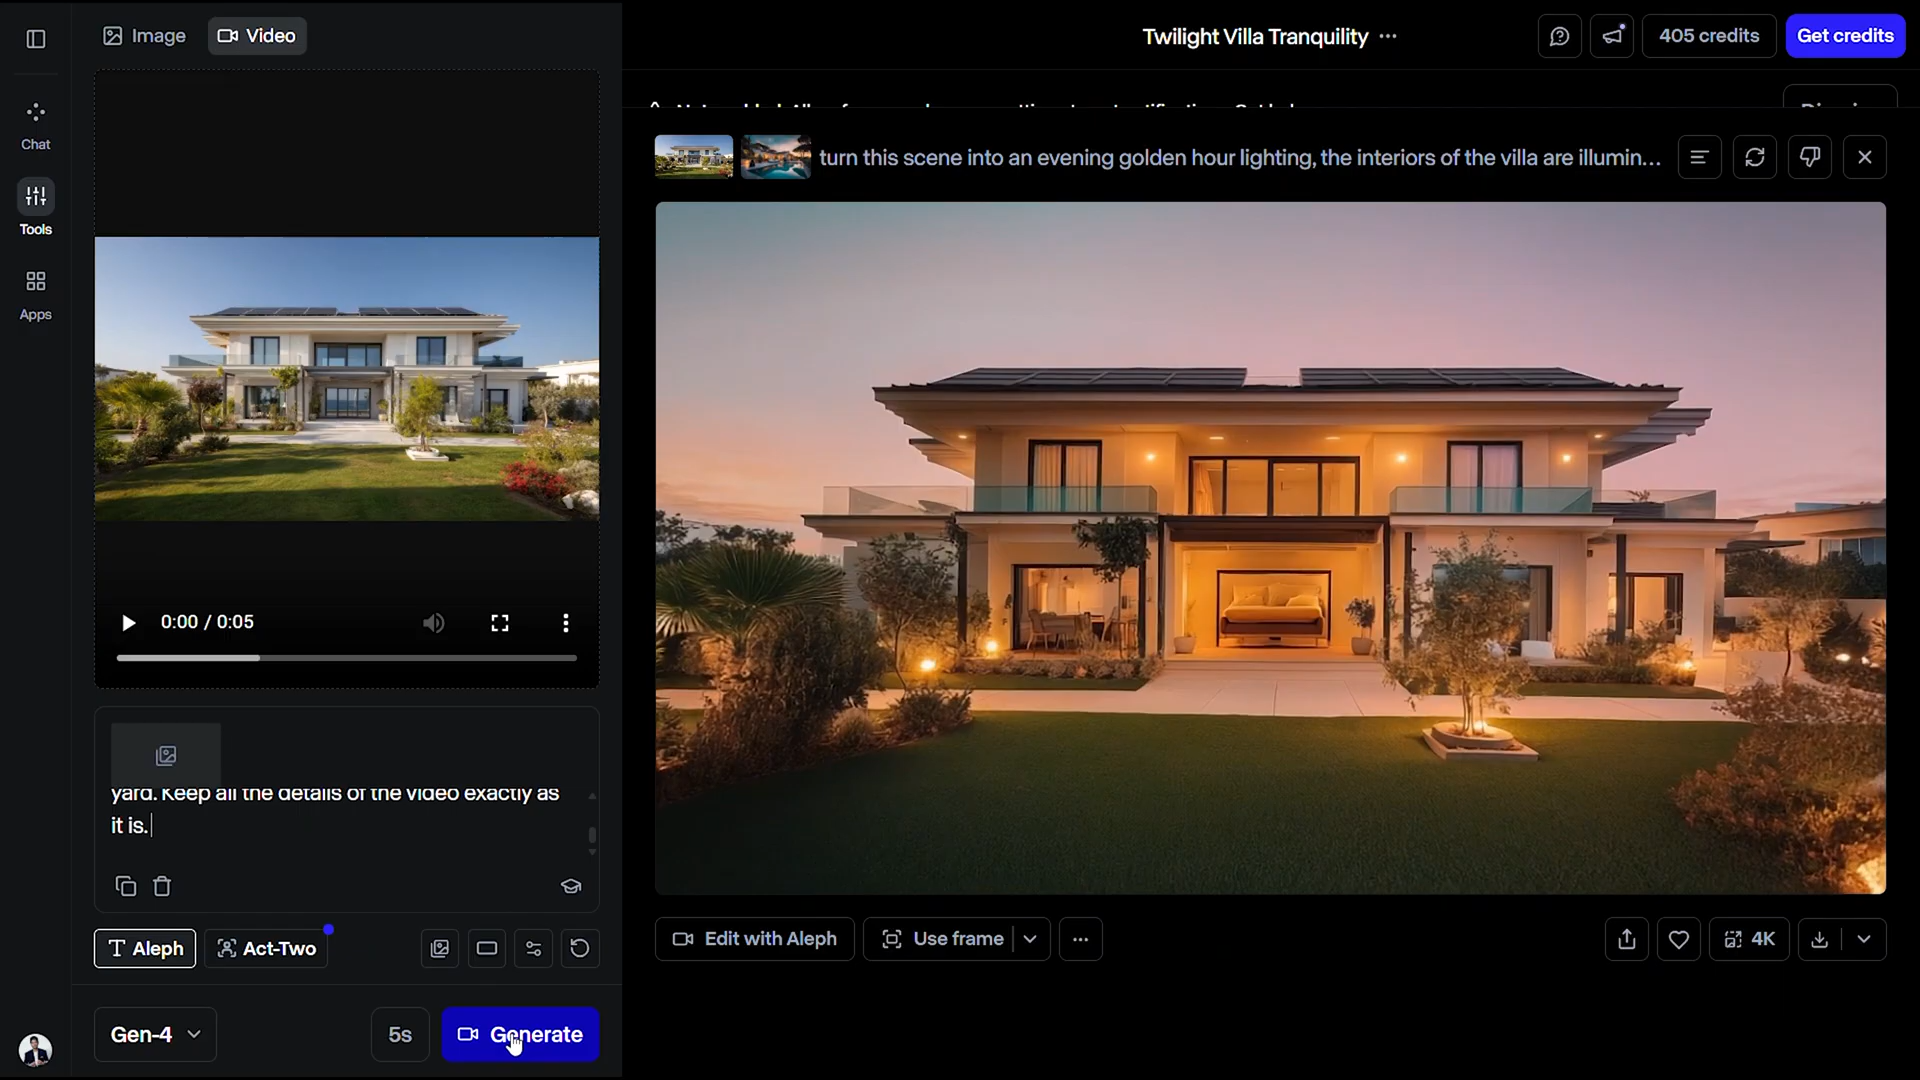 Image
Video
Twilight Villa Tranquility
405 credits
Get credits
Chat
Tools
Apps
turn this scene into an evening golden hour lighting, the interiors of the villa are illumin...
0:00 / 0:05
yard. Keep all the details of the video exactly as
it is.
Aleph
Act-Two
Edit with Aleph
Use frame
4K
Gen-4
5s
Generate